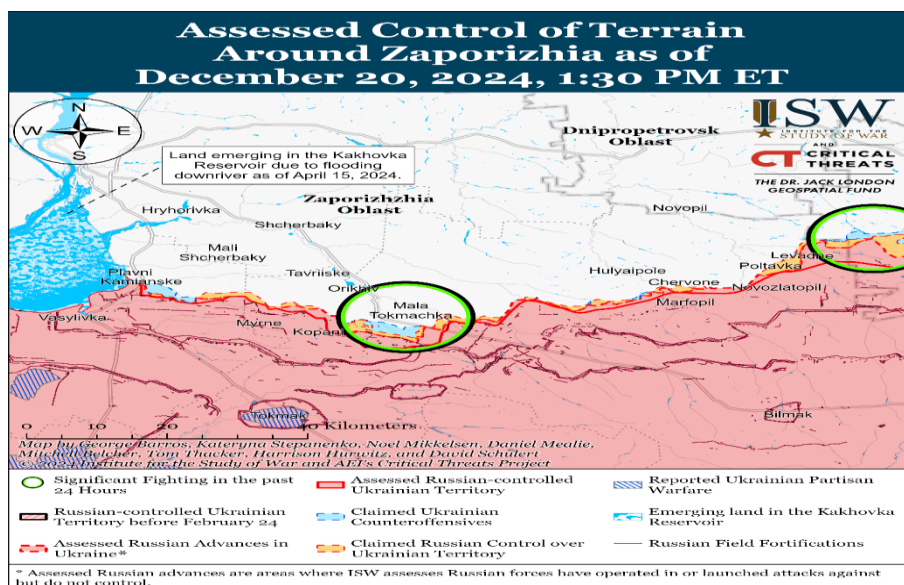 Assessed Control of Terrain
Around Zaporizhia as of
December 20, 2024, 1:30 PM ET
N
W E
S
Land emerging in the Kakhovka
Reservoir due to flooding
downriver as of April 15, 2024.
ISW
INSTITUTE FOR THE
STUDY OF WAR
AND
CT CRITICAL
THREATS
THE DR. JACK LONDON
GEOSPATIAL FUND
Dnipropetrovsk
Oblast
Zaporizhzhia
Oblast
Hryhorivka
Shcherbaky
Novopil
Mali
Shcherbaky
Tavriiske
Levadne
Poltavka
Hulyaipole
Plavni
Kamianske
Orikhiv
Chervone
Novozlatopil
Mala
Tokmachka
Marfopil
Vasylivka
Myrne
Kopani
Tokmak
Bilmak
0 10 20 40 Kilometers
Map by George Barros, Kateryna Stepanenko, Noel Mikkelsen, Daniel Mealie,
Mitchell Belcher, Tom Thacker, Harrison Hurwitz, and David Schulert
© 2024 Institute for the Study of War and AEI's Critical Threats Project
Significant Fighting in the past
24 Hours
Assessed Russian-controlled
Ukrainian Territory
Reported Ukrainian Partisan
Warfare
Russian-controlled Ukrainian
Territory before February 24
Claimed Ukrainian
Counteroffensives
Emerging land in the Kakhovka
Reservoir
Assessed Russian Advances in
Ukraine*
Claimed Russian Control over
Ukrainian Territory
Russian Field Fortifications
* Assessed Russian advances are areas where ISW assesses Russian forces have operated in or launched attacks against
but do not control.